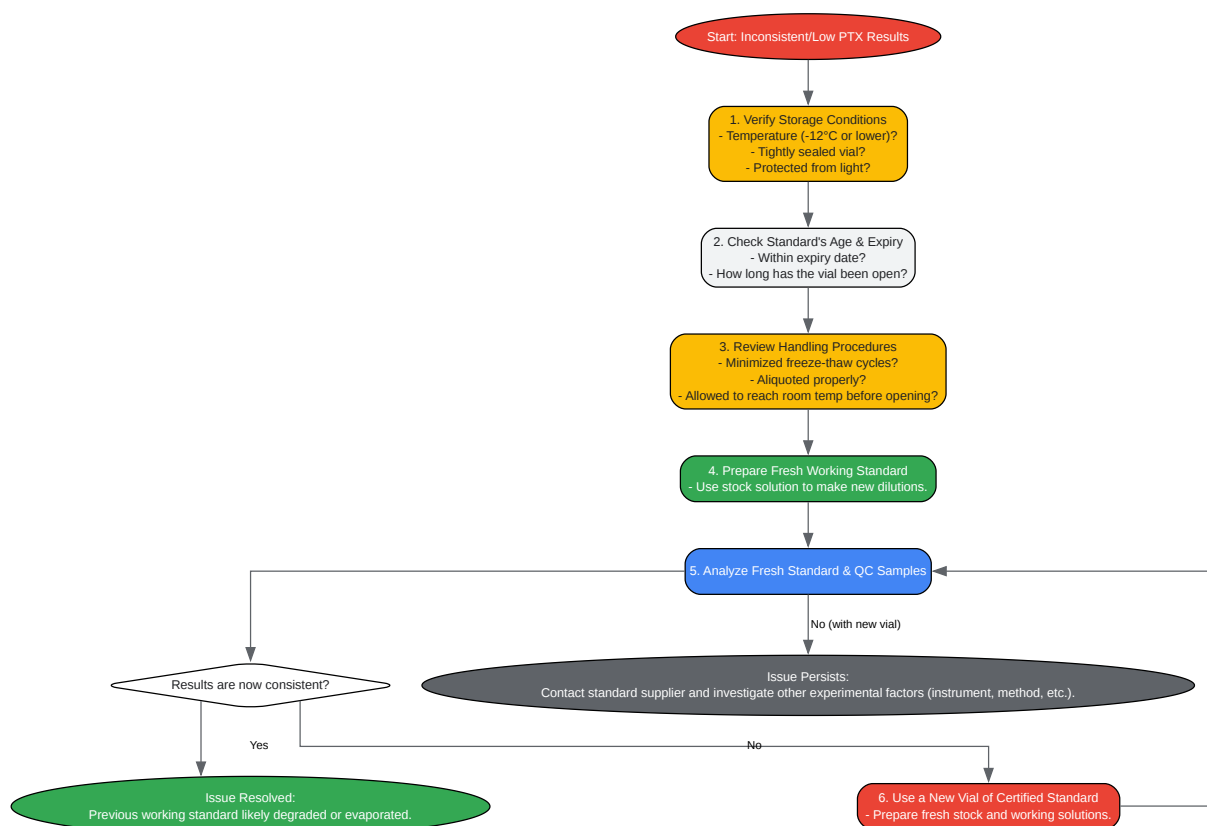 Start: Inconsistent/Low PTX Results
1. Verify Storage Conditions
- Temperature (-12°C or lower)?
- Tightly sealed vial?
- Protected from light?
2. Check Standard's Age & Expiry
- Within expiry date?
- How long has the vial been open?
3. Review Handling Procedures
- Minimized freeze-thaw cycles?
- Aliquoted properly?
- Allowed to reach room temp before opening?
4. Prepare Fresh Working Standard
- Use stock solution to make new dilutions.
5. Analyze Fresh Standard & QC Samples
No (with new vial)
Results are now consistent?
Issue Persists:
Contact standard supplier and investigate other experimental factors (instrument, method, etc.).
Yes
No
Issue Resolved:
Previous working standard likely degraded or evaporated.
6. Use a New Vial of Certified Standard
- Prepare fresh stock and working solutions.